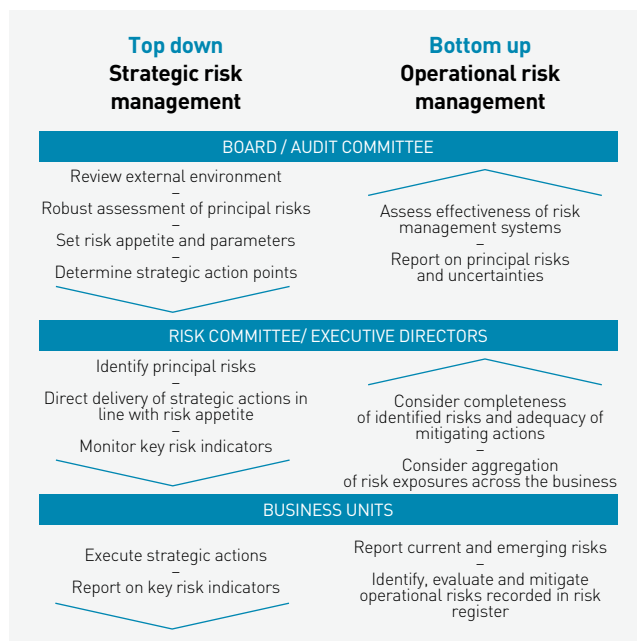 Top down
Strategic risk
management
Bottom up
Operational risk
management
BOARD / AUDIT COMMITTEE
Review external environment
–
Robust assessment of principal risks
–
Set risk appetite and parameters
–
Determine strategic action points
Assess effectiveness of risk
management systems
–
Report on principal risks
and uncertainties
RISK COMMITTEE/ EXECUTIVE DIRECTORS
Identify principal risks
–
Direct delivery of strategic actions in
line with risk appetite
–
Monitor key risk indicators
Consider completeness
of identified risks and adequacy of
mitigating actions
–
Consider aggregation
of risk exposures across the business
BUSINESS UNITS
Execute strategic actions
–
Report on key risk indicators
Report current and emerging risks
–
Identify, evaluate and mitigate
operational risks recorded in risk
register